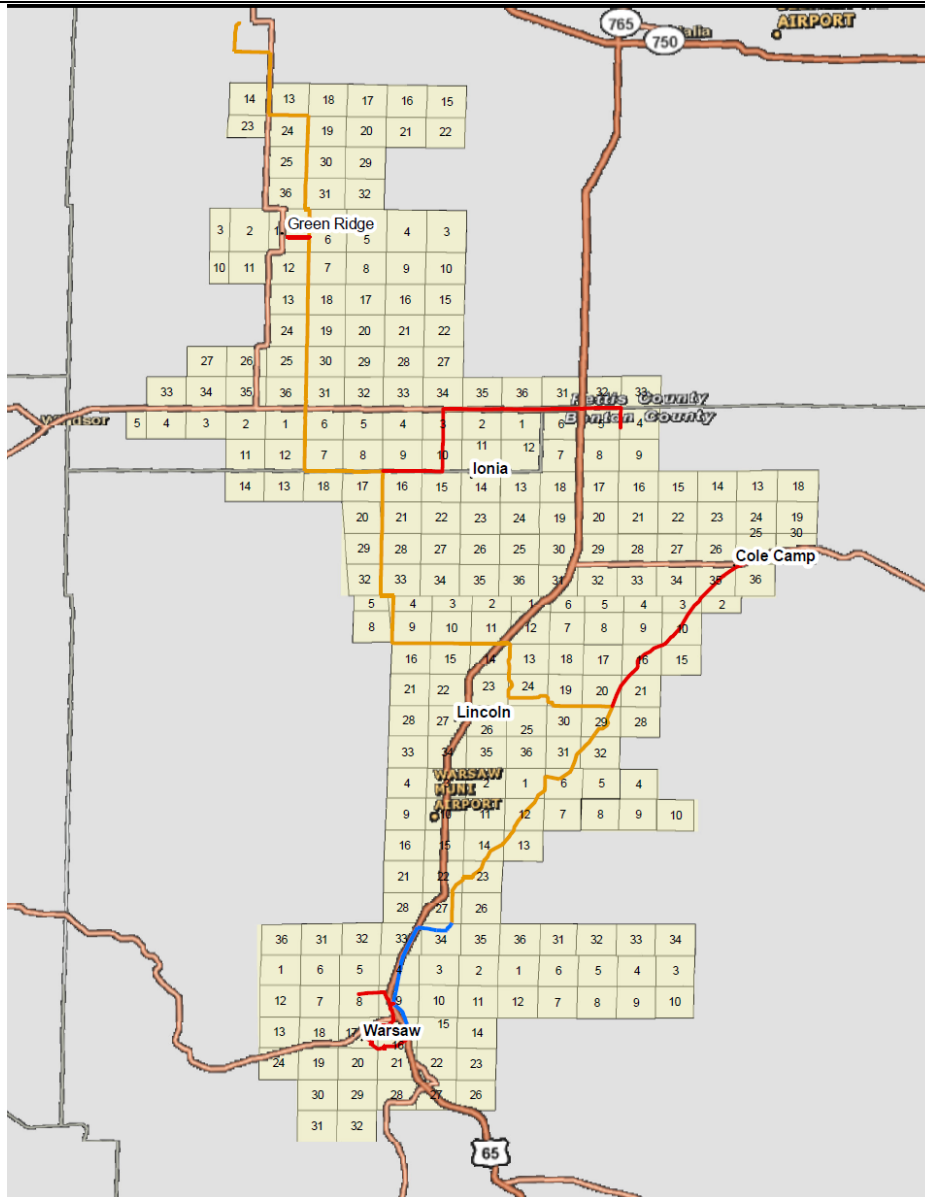 765
750
alia
AIRPORT
14 13 18 17 16 15
23 24 19 20 21 22
25 30 29
36 31 32
Green Ridge
3 2 1 6 5 4 3
10 11 12 7 8 9 10
13 18 17 16 15
24 19 20 21 22
27 26 25 30 29 28 27
33 34 35 36 31 32 33 34 35 36 31 32 33
Pettis County
Windsor
5 4 3 2 1 6 5 4 3 2 1 6 5 4
Benton County
11 12 7 8 9 10 11 12 7 8 9
Ionia
14 13 18 17 16 15 14 13 18 17 16 15 14 13 18
20 21 22 23 24 19 20 21 22 23 24 19
25 30
29 28 27 26 25 30 29 28 27 26
Cole Camp
32 33 34 35 36 31 32 33 34 35 36
5 4 3 2 1 6 5 4 3 2
8 9 10 11 12 7 8 9 10
16 15 14 13 18 17 16 15
21 22 23 24 19 20 21
Lincoln
28 27 26 25 30 29 28
33 34 35 36 31 32
WARSAW
MUNI
AIRPORT
4 2 1 6 5 4
9 10 11 12 7 8 9 10
16 15 14 13
21 22 23
28 27 26
36 31 32 33 34 35 36 31 32 33 34
1 6 5 4 3 2 1 6 5 4 3
12 7 8 9 10 11 12 7 8 9 10
13 18 17 16 15 14
Warsaw
24 19 20 21 22 23
30 29 28 27 26
31 32
65